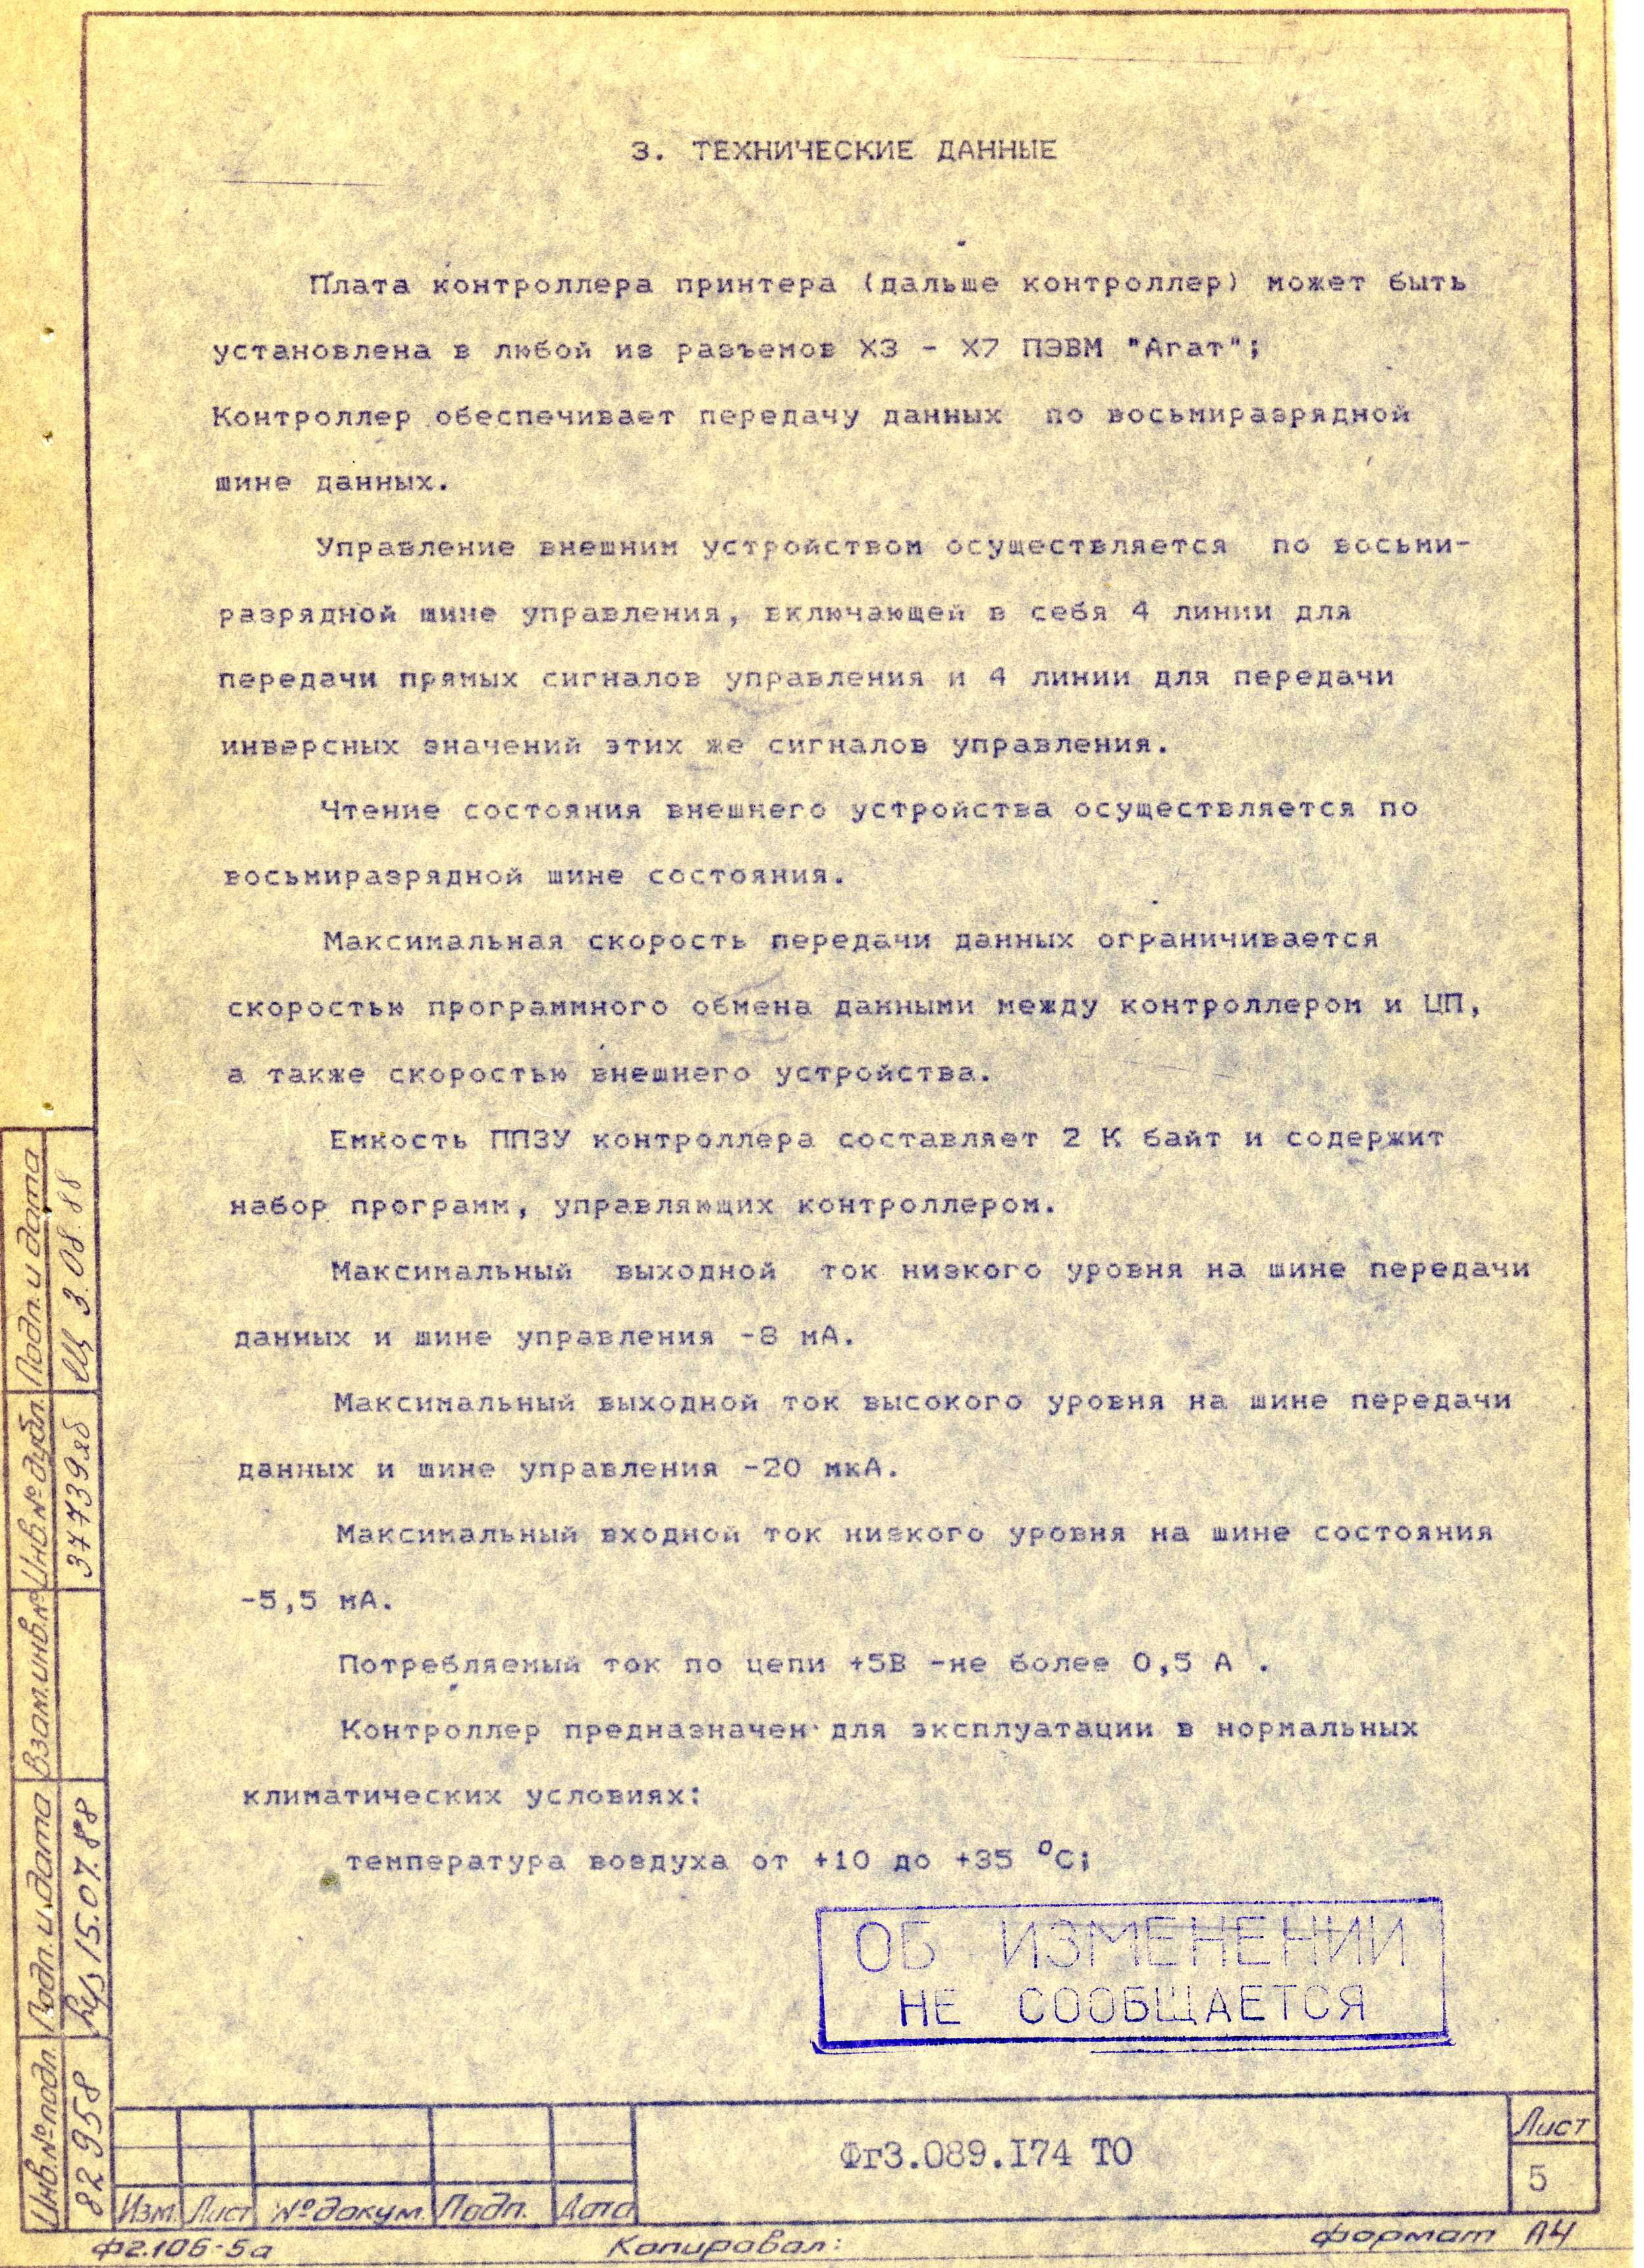 3. ТЕХНИЧЕСКИЕ ДАННЫЕ
Плата контроллера принтера (дальше контроллер) может быть
установлена в любой из разъемов X3 - X7 ПЭВМ "Агат";
Контроллер обеспечивает передачу данных по восьмиразрядной
шине данных.
Управление внешним устройством осуществляется по восьми-
разрядной шине управления, включающей в себя 4 линии для
передачи прямых сигналов управления и 4 линии для передачи
инверсных значений этих же сигналов управления.
Чтение состояния внешнего устройства осуществляется по
восьмиразрядной шине состояния.
Максимальная скорость передачи данных ограничивается
скоростью программного обмена данными между контроллером и ЦП,
а также скоростью внешнего устройства.
Емкость ППЗУ контроллера составляет 2 К байт и содержит
набор программ, управляющих контроллером.
Максимальный выходной ток низкого уровня на шине передачи
данных и шине управления -8 мА.
Максимальный выходной ток высокого уровня на шине передачи
данных и шине управления -20 мкА.
Максимальный входной ток низкого уровня на шине состояния
-5,5 мА.
Потребляемый ток по цепи +5В -не более 0,5 А .
Контроллер предназначен для эксплуатации в нормальных
климатических условиях:
температура воздуха от +10 до +35 °С;
ОБ ИЗМЕНЕНИИ
НЕ СООБЩАЕТСЯ
Подп. и дата
3.08.88
Инв.№ дубл.
37739
Взам.инв.№
Подп. и дата
15.07.88
Инв.№ подл.
82958
Изм. Лист № докум. Подп. Дата
Фг3.089.I74 ТО
Лист
5
Ф2.106-5а
Копировал:
формат А4